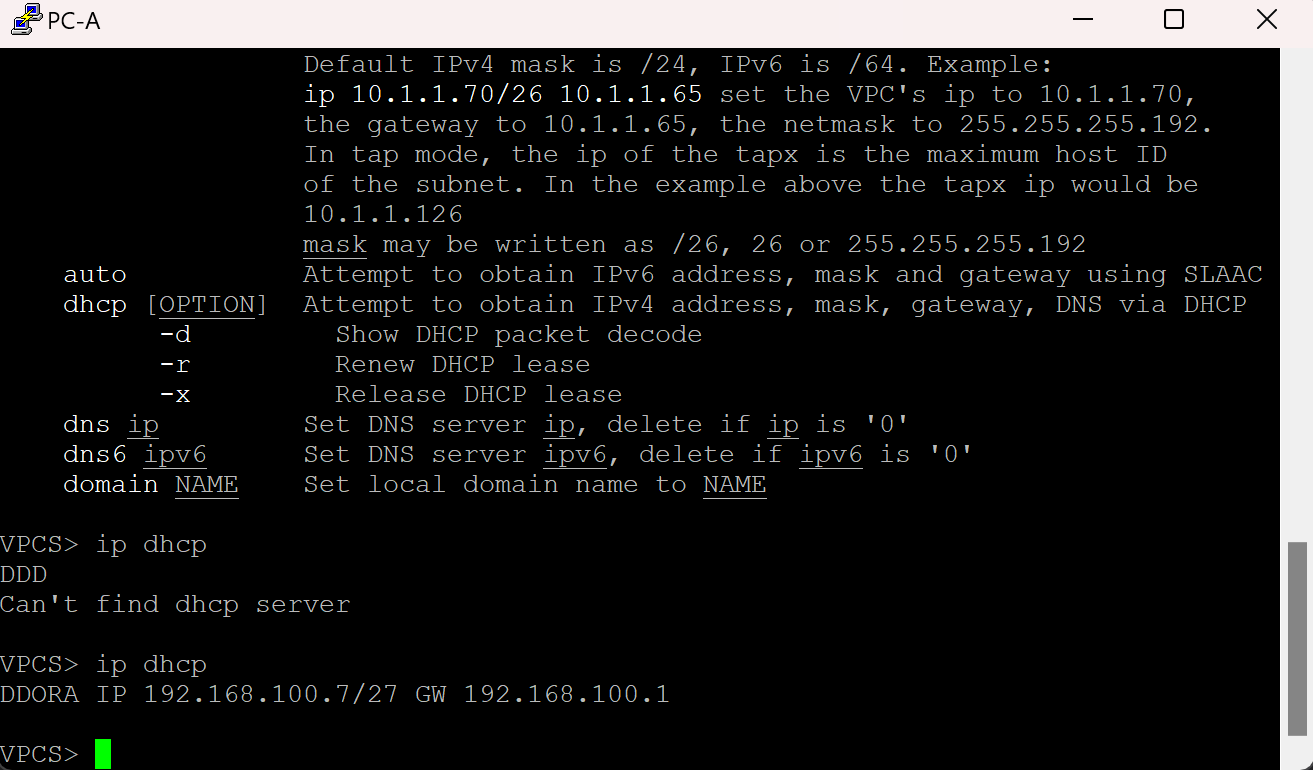 PC-A
Default IPv4 mask is /24, IPv6 is /64. Example:
ip 10.1.1.70/26 10.1.1.65 set the VPC's ip to 10.1.1.70,
the gateway to 10.1.1.65, the netmask to 255.255.255.192.
In tap mode, the ip of the tapx is the maximum host ID
of the subnet. In the example above the tapx ip would be
10.1.1.126
mask may be written as /26, 26 or 255.255.255.192
auto Attempt to obtain IPv6 address, mask and gateway using SLAAC
dhcp [OPTION] Attempt to obtain IPv4 address, mask, gateway, DNS via DHCP
-d Show DHCP packet decode
-r Renew DHCP lease
-x Release DHCP lease
dns ip Set DNS server ip, delete if ip is '0'
dns6 ipv6 Set DNS server ipv6, delete if ipv6 is '0'
domain NAME Set local domain name to NAME
VPCS> ip dhcp
DDD
Can't find dhcp server
VPCS> ip dhcp
DDORA IP 192.168.100.7/27 GW 192.168.100.1
VPCS>